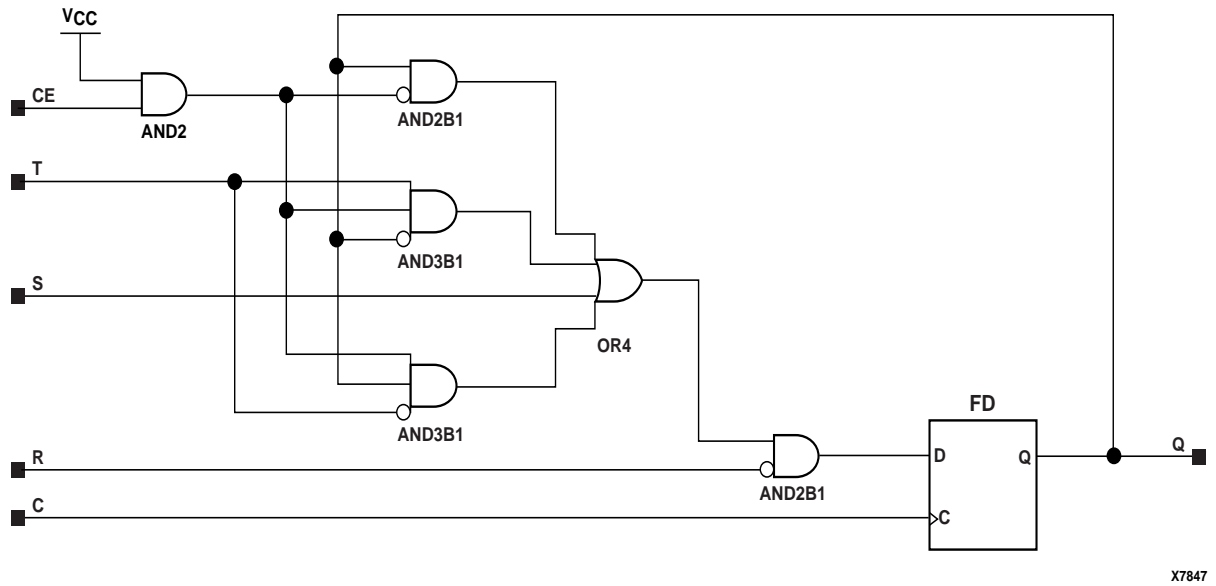 VCC
CE
AND2
AND2B1
T
AND3B1
S
OR4
AND3B1
FD
R
AND2B1
D
Q
Q
C
C
X7847